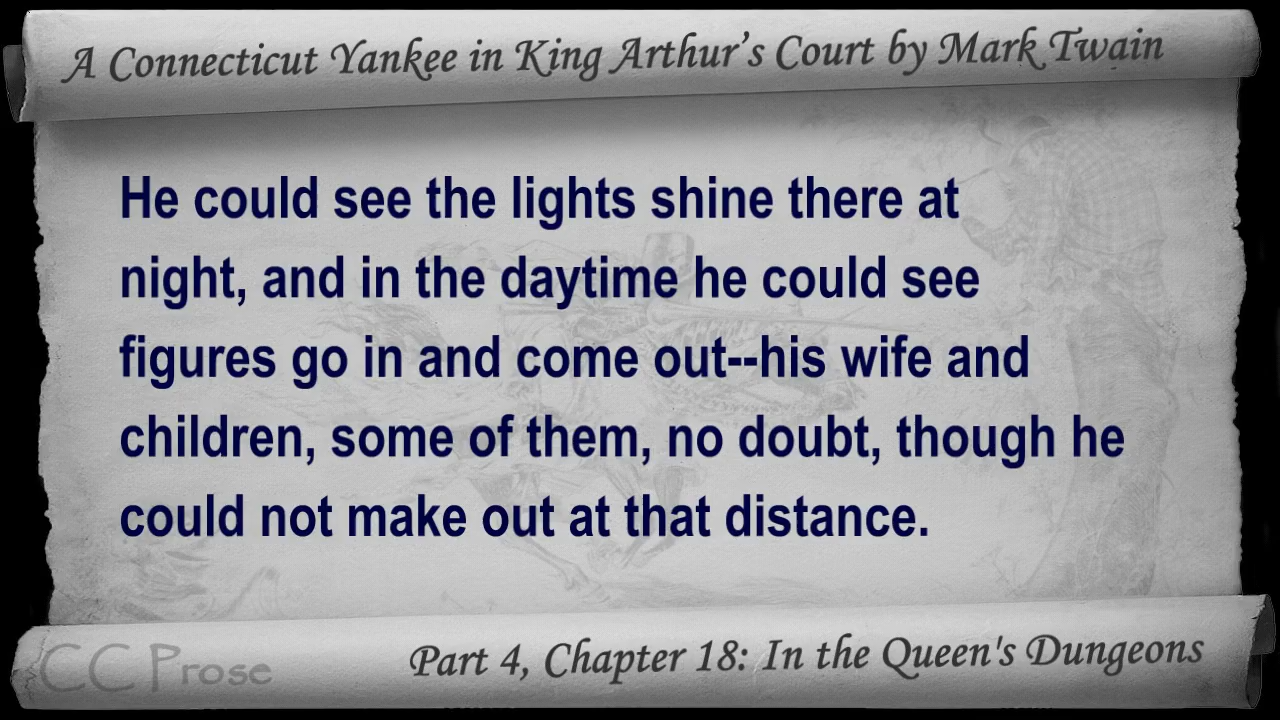 A Connecticut Yankee in King Arthur’s Court by Mark Twain
He could see the lights shine there at
night, and in the daytime he could see
figures go in and come out--his wife and
children, some of them, no doubt, though he
could not make out at that distance.
CC Prose
Part 4, Chapter 18: In the Queen's Dungeons